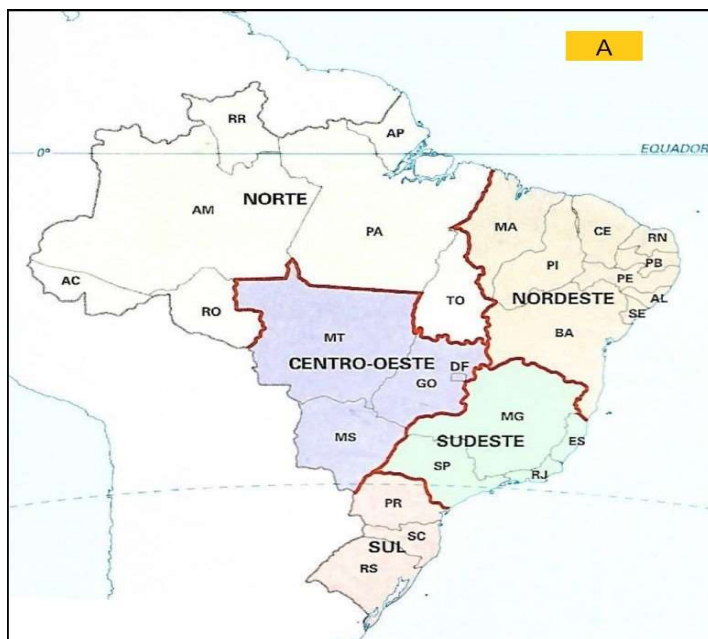 A
RR
AP
EQUADOR
0°
AM
NORTE
PA
MA
CE
RN
PI
PB
PE
AC
TO
NORDESTE
AL
RO
SE
MT
BA
CENTRO-OESTE
DF
GO
MG
MS
SUDESTE
ES
SP
RJ
PR
SC
SUL
RS